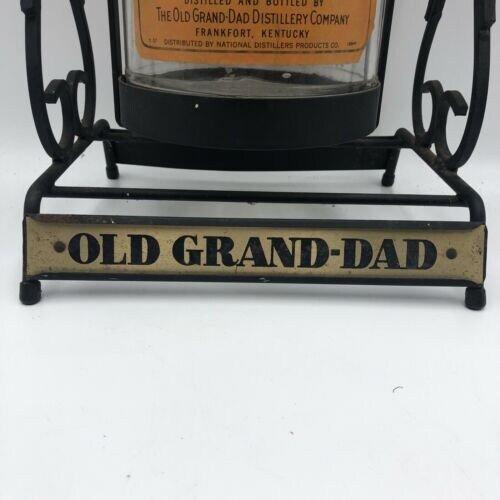 DISTILLED AND BOTTLED BY
THE OLD GRAND-DAD DISTILLERY COMPANY
FRANKFORT, KENTUCKY
DISTRIBUTED BY NATIONAL DISTILLERS PRODUCTS CO.
OLD GRAND-DAD